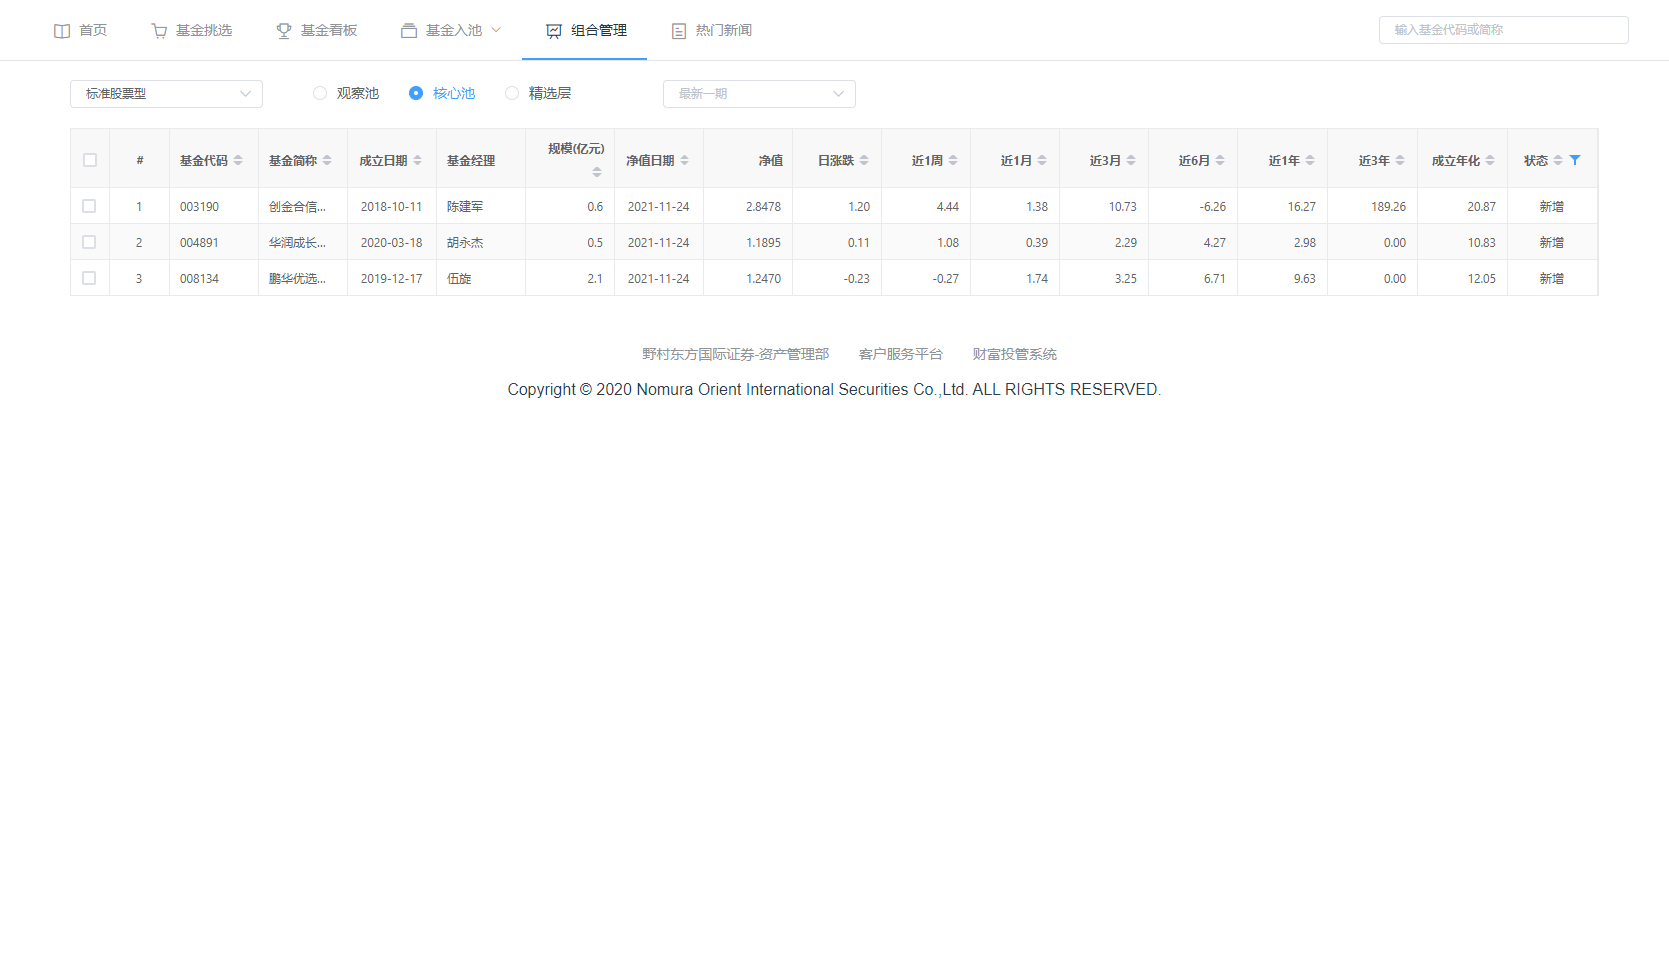 首页 基金挑选 基金看板 基金入池 组合管理 热门新闻 输入基金代码或简称
标准股票型 观察池 核心池 精选层 最新一期
# 基金代码 基金简称 成立日期 基金经理 规模(亿元) 净值日期 净值 日涨跌 近1周 近1月 近3月 近6月 近1年 近3年 成立年化 状态
1 003190 创金合信... 2018-10-11 陈建军 0.6 2021-11-24 2.8478 1.20 4.44 1.38 10.73 -6.26 16.27 189.26 20.87 新增
2 004891 华润成长... 2020-03-18 胡永杰 0.5 2021-11-24 1.1895 0.11 1.08 0.39 2.29 4.27 2.98 0.00 10.83 新增
3 008134 鹏华优选... 2019-12-17 伍旋 2.1 2021-11-24 1.2470 -0.23 -0.27 1.74 3.25 6.71 9.63 0.00 12.05 新增
野村东方国际证券-资产管理部 客户服务平台 财富投管系统
Copyright © 2020 Nomura Orient International Securities Co.,Ltd. ALL RIGHTS RESERVED.